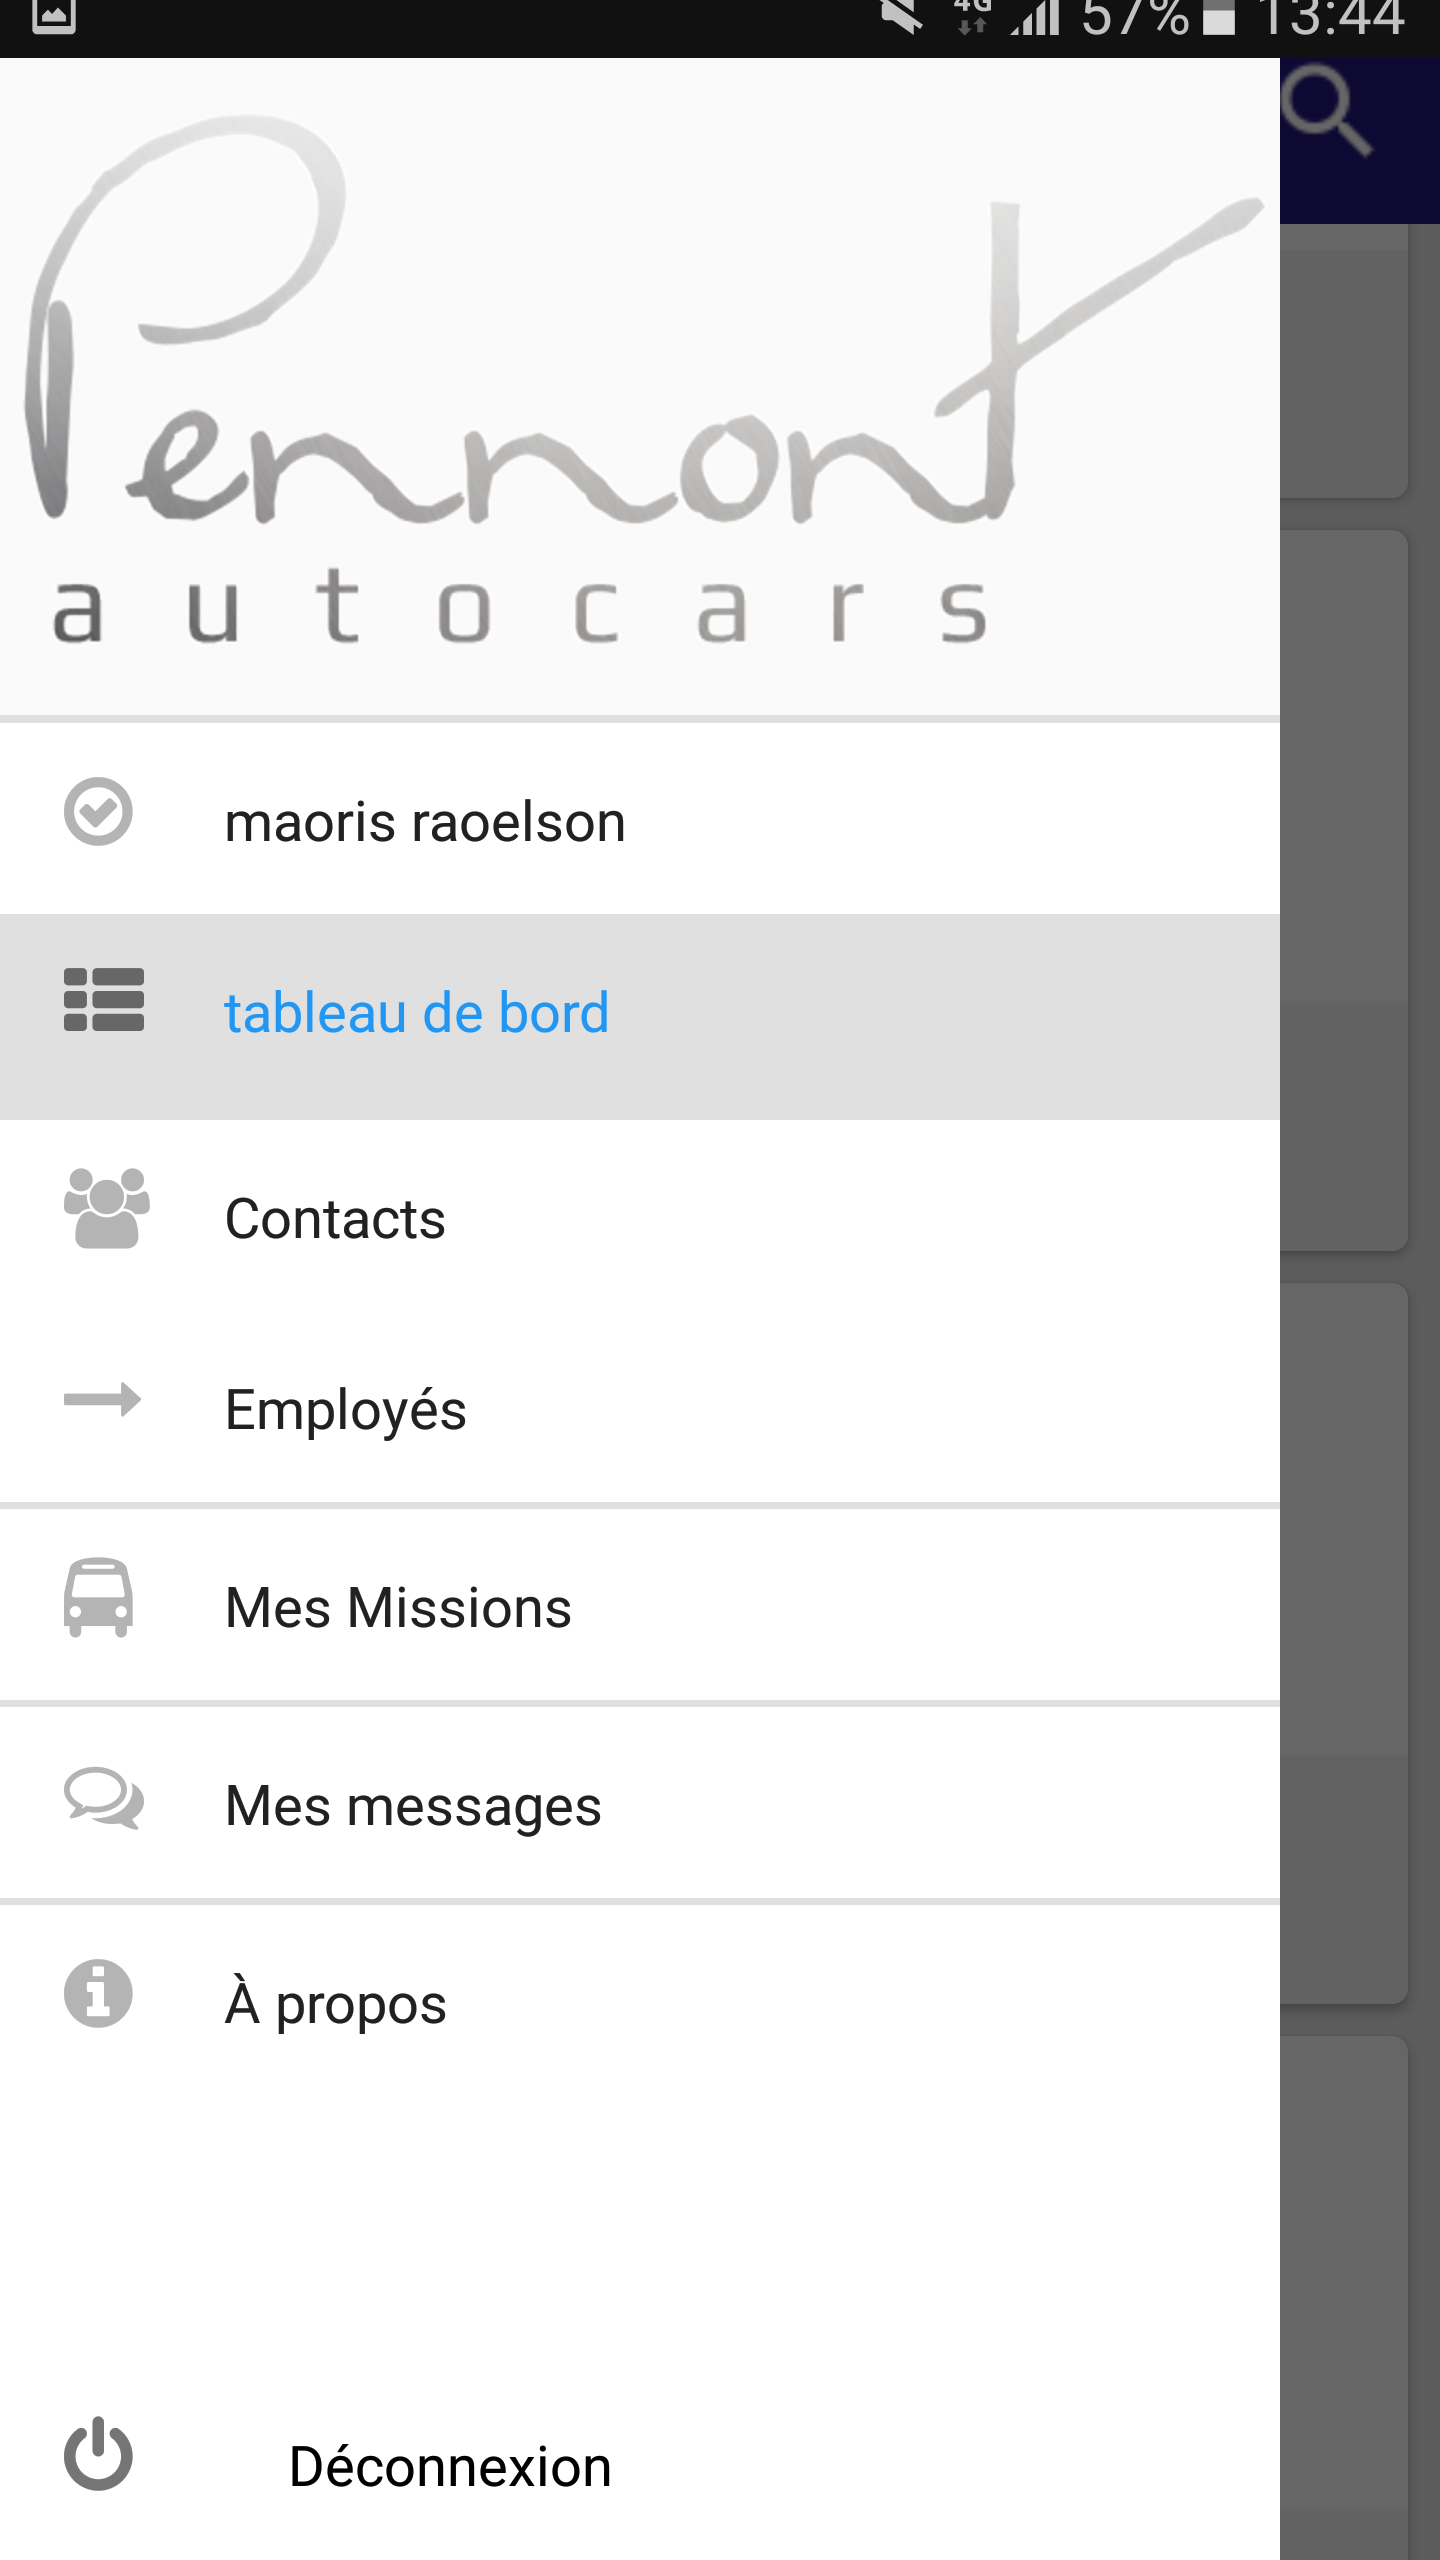 4G 57% 13:44
Pennont
autocars
maoris raoelson
tableau de bord
Contacts
Employés
Mes Missions
Mes messages
À propos
Déconnexion